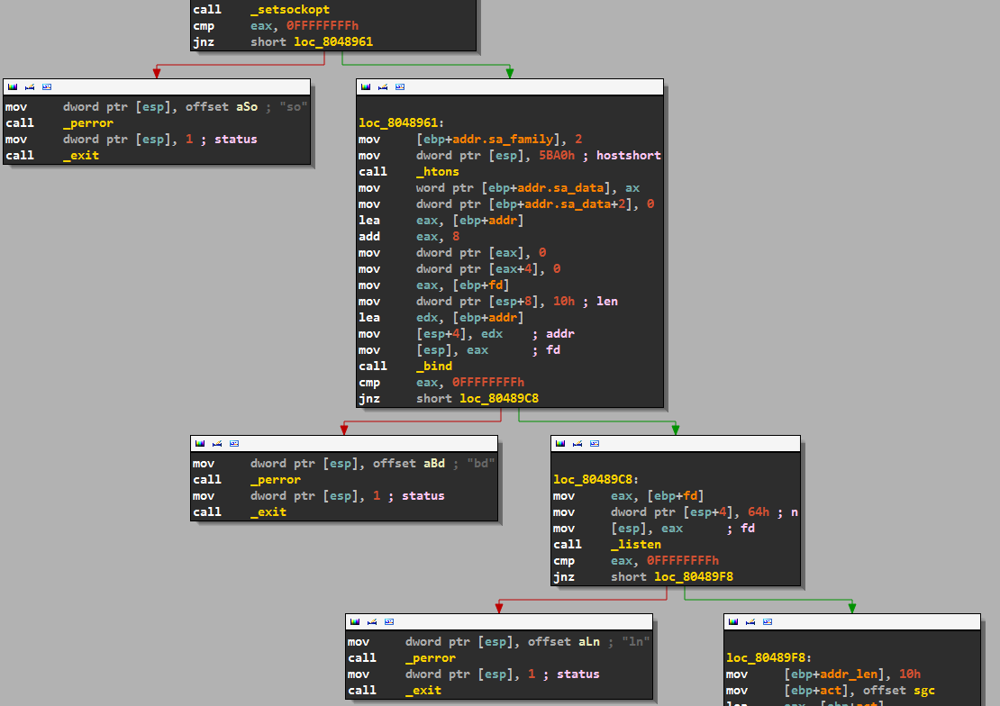 call _setsockopt
cmp eax, 0FFFFFFFFh
jnz short loc_8048961
mov dword ptr [esp], offset aSo ; "so"
call _perror
mov dword ptr [esp], 1 ; status
call _exit
loc_8048961:
mov [ebp+addr.sa_family], 2
mov dword ptr [esp], 5BA0h ; hostshort
call _htons
mov word ptr [ebp+addr.sa_data], ax
mov dword ptr [ebp+addr.sa_data+2], 0
lea eax, [ebp+addr]
add eax, 8
mov dword ptr [eax], 0
mov dword ptr [eax+4], 0
mov eax, [ebp+fd]
mov dword ptr [esp+8], 10h ; len
lea edx, [ebp+addr]
mov [esp+4], edx ; addr
mov [esp], eax ; fd
call _bind
cmp eax, 0FFFFFFFFh
jnz short loc_80489C8
mov dword ptr [esp], offset aBd ; "bd"
call _perror
mov dword ptr [esp], 1 ; status
call _exit
loc_80489C8:
mov eax, [ebp+fd]
mov dword ptr [esp+4], 64h ; n
mov [esp], eax ; fd
call _listen
cmp eax, 0FFFFFFFFh
jnz short loc_80489F8
mov dword ptr [esp], offset aLn ; "ln"
call _perror
mov dword ptr [esp], 1 ; status
call _exit
loc_80489F8:
mov [ebp+addr_len], 10h
mov [ebp+act], offset sgc